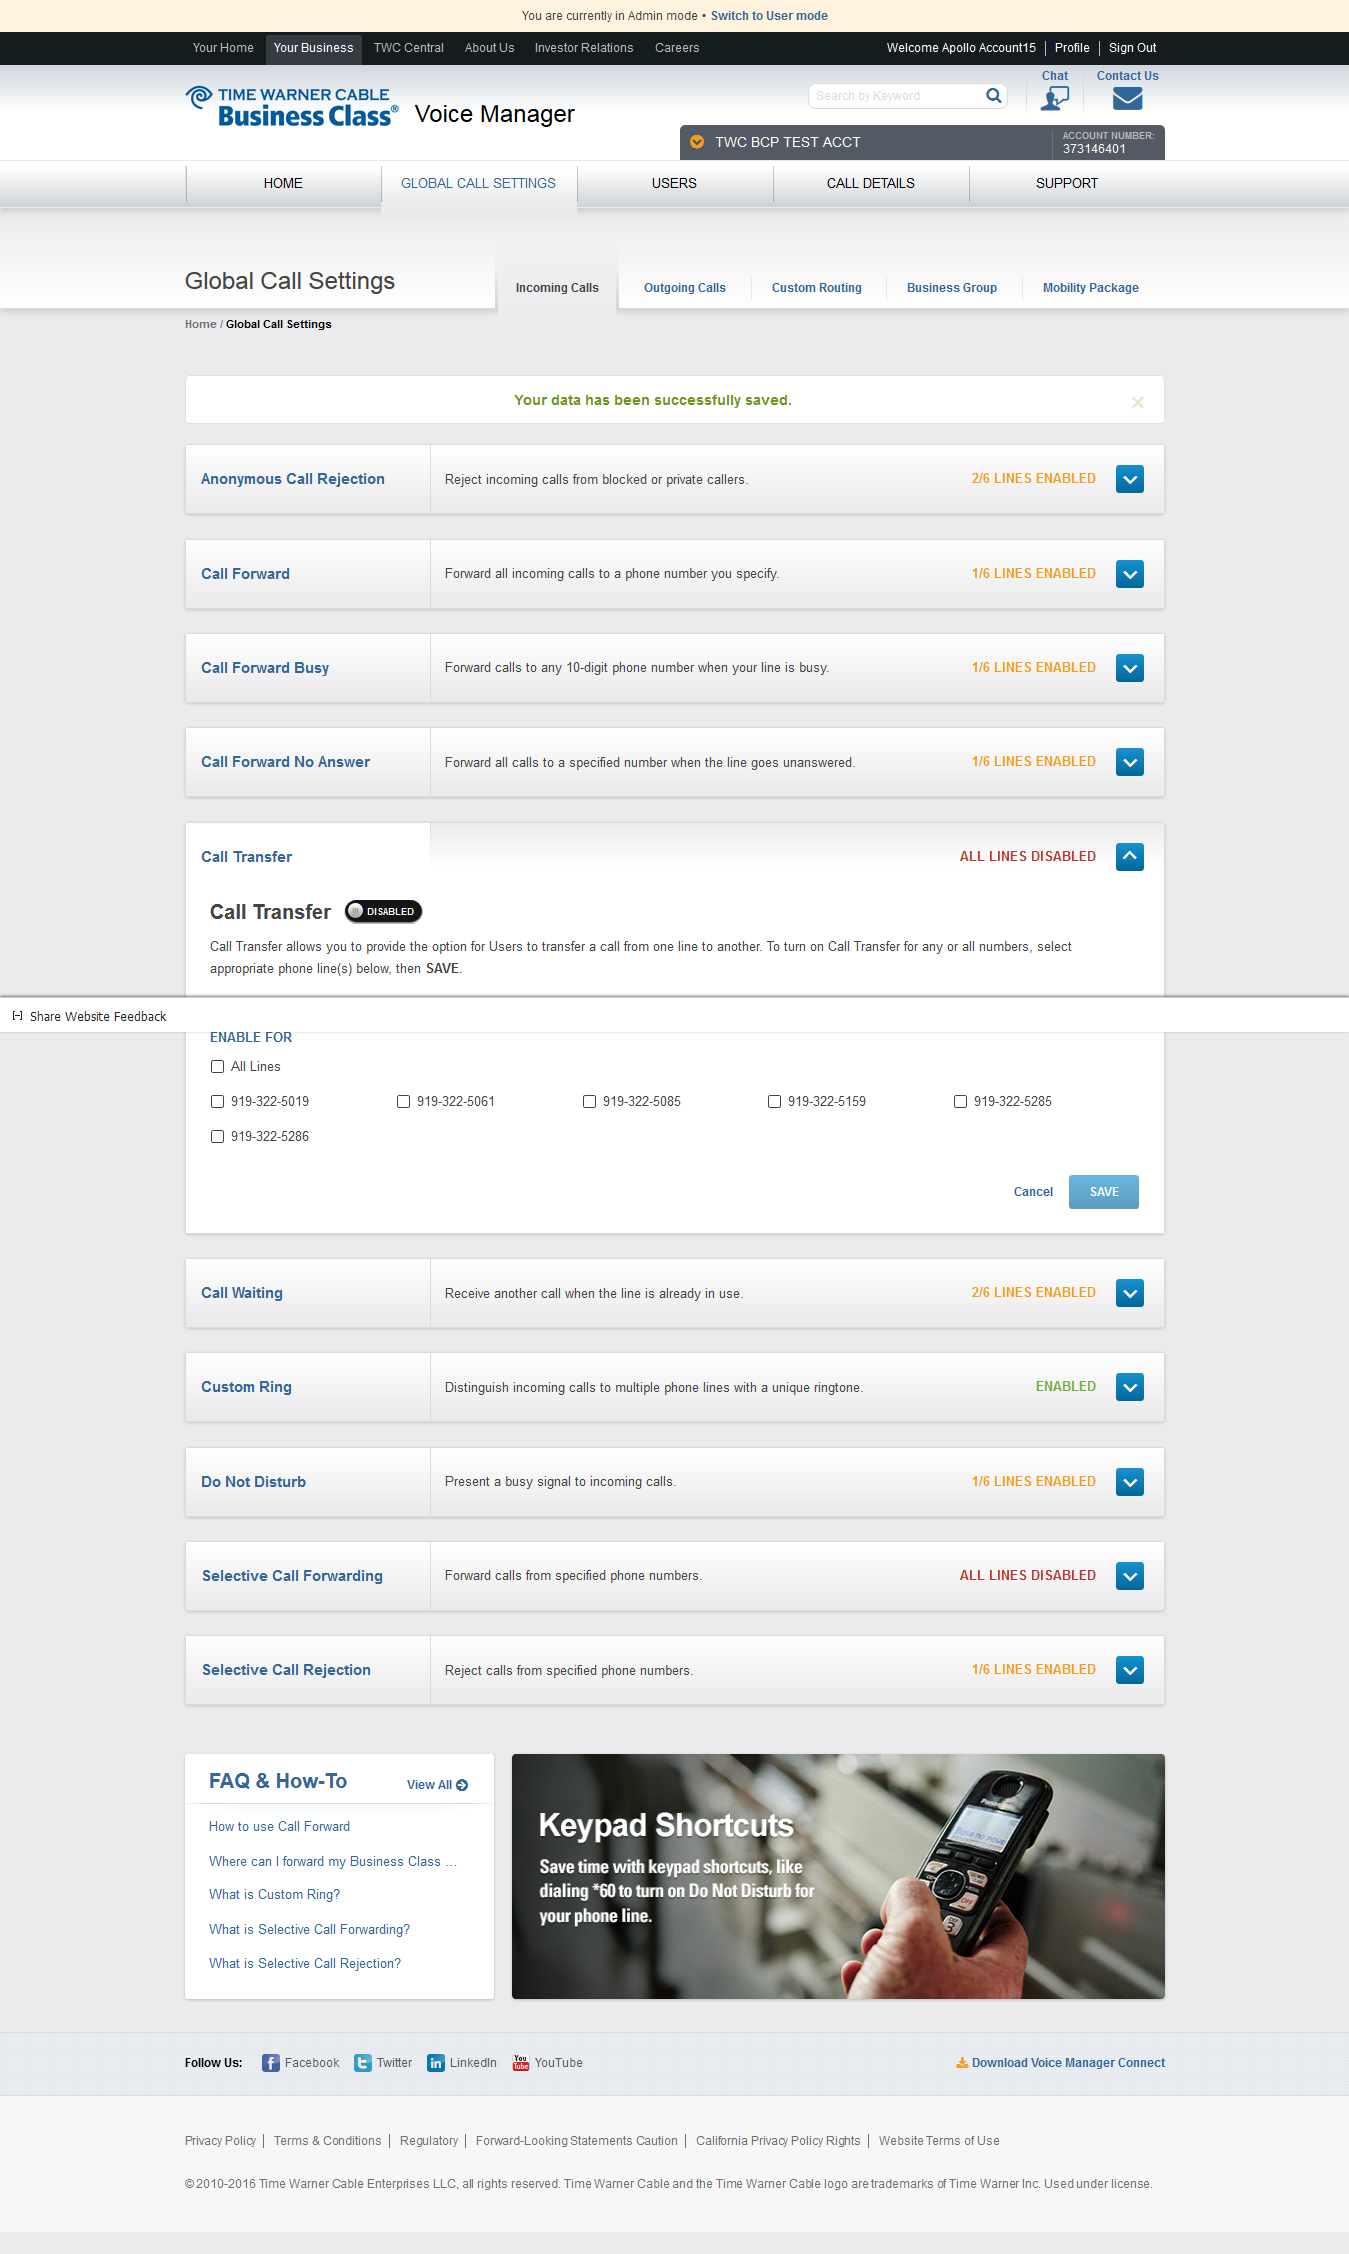 You are currently in Admin mode • Switch to User mode
Your Home Your Business TWC Central About Us Investor Relations Careers Welcome Apollo Account15 Profile Sign Out
TIME WARNER CABLE
Business Class® Voice Manager
Search by Keyword
Chat Contact Us
TWC BCP TEST ACCT
ACCOUNT NUMBER:
373146401
HOME GLOBAL CALL SETTINGS USERS CALL DETAILS SUPPORT
Global Call Settings
Incoming Calls Outgoing Calls Custom Routing Business Group Mobility Package
Home / Global Call Settings
Your data has been successfully saved.
Anonymous Call Rejection Reject incoming calls from blocked or private callers. 2/6 LINES ENABLED
Call Forward Forward all incoming calls to a phone number you specify. 1/6 LINES ENABLED
Call Forward Busy Forward calls to any 10-digit phone number when your line is busy. 1/6 LINES ENABLED
Call Forward No Answer Forward all calls to a specified number when the line goes unanswered. 1/6 LINES ENABLED
Call Transfer ALL LINES DISABLED
Call Transfer DISABLED
Call Transfer allows you to provide the option for Users to transfer a call from one line to another. To turn on Call Transfer for any or all numbers, select
appropriate phone line(s) below, then SAVE.
[-] Share Website Feedback
ENABLE FOR
All Lines
919-322-5019 919-322-5061 919-322-5085 919-322-5159 919-322-5285
919-322-5286
Cancel SAVE
Call Waiting Receive another call when the line is already in use. 2/6 LINES ENABLED
Custom Ring Distinguish incoming calls to multiple phone lines with a unique ringtone. ENABLED
Do Not Disturb Present a busy signal to incoming calls. 1/6 LINES ENABLED
Selective Call Forwarding Forward calls from specified phone numbers. ALL LINES DISABLED
Selective Call Rejection Reject calls from specified phone numbers. 1/6 LINES ENABLED
FAQ & How-To View All
How to use Call Forward
Where can I forward my Business Class ...
What is Custom Ring?
What is Selective Call Forwarding?
What is Selective Call Rejection?
Keypad Shortcuts
Save time with keypad shortcuts, like
dialing *60 to turn on Do Not Disturb for
your phone line.
Panasonic
Base no power
OFF
3
Follow Us: Facebook Twitter LinkedIn YouTube Download Voice Manager Connect
Privacy Policy Terms & Conditions Regulatory Forward-Looking Statements Caution California Privacy Policy Rights Website Terms of Use
© 2010-2016 Time Warner Cable Enterprises LLC, all rights reserved. Time Warner Cable and the Time Warner Cable logo are trademarks of Time Warner Inc. Used under license.